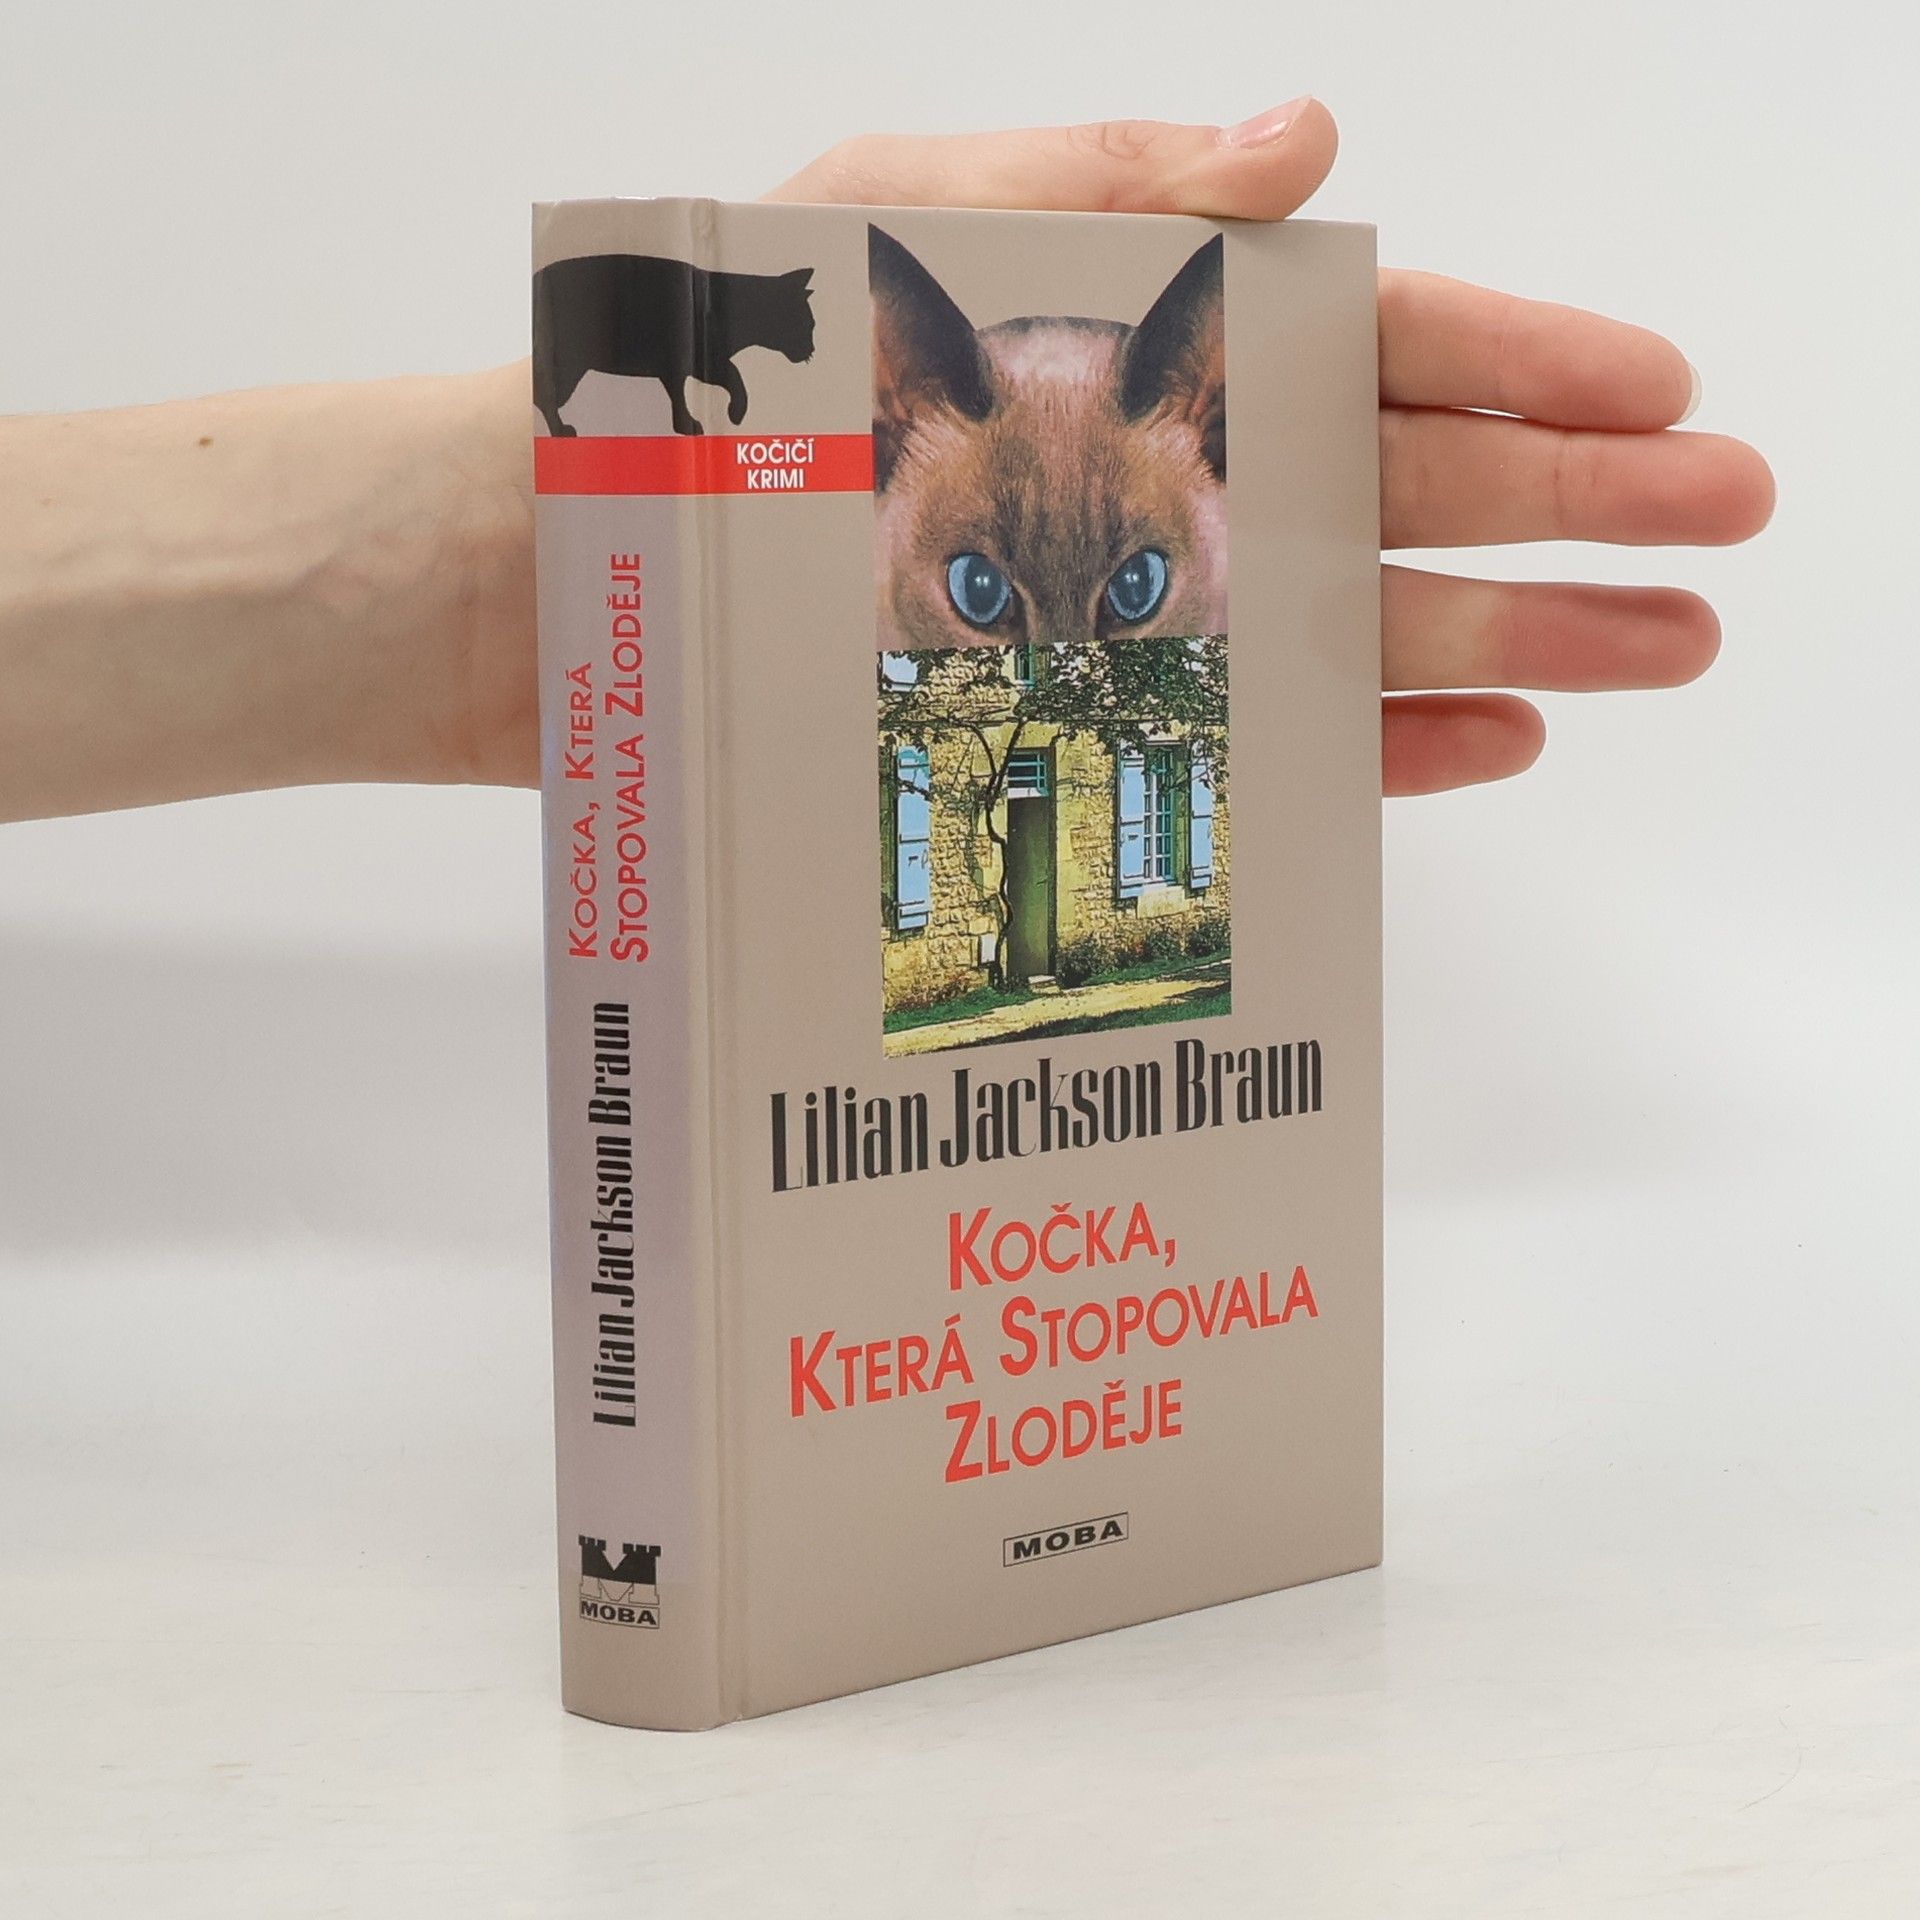 KOČIČÍ
KRIMI
KOČKA, KTERÁ
STOPOVALA ZLODĚJE
Lilian Jackson Braun
MOBA
Lilian Jackson Braun
KOČKA,
KTERÁ STOPOVALA
ZLODĚJE
MOBA